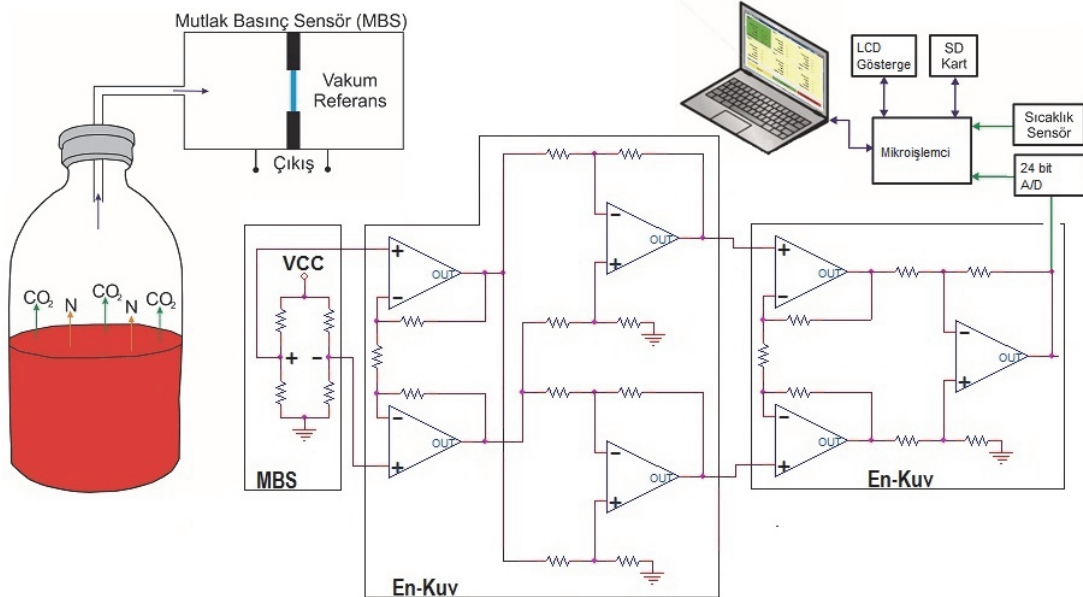 Mutlak Basınç Sensör (MBS)
Vakum
Referans
Çıkış
LCD
Gösterge
SD
Kart
Sıcaklık
Sensör
Mikroişlemci
24 bit
A/D
CO₂
N
CO₂
N
CO₂
VCC
+
-
MBS
+
OUT
-
-
OUT
+
-
OUT
+
-
OUT
+
En-Kuv
+
OUT
-
-
OUT
+
-
OUT
+
En-Kuv